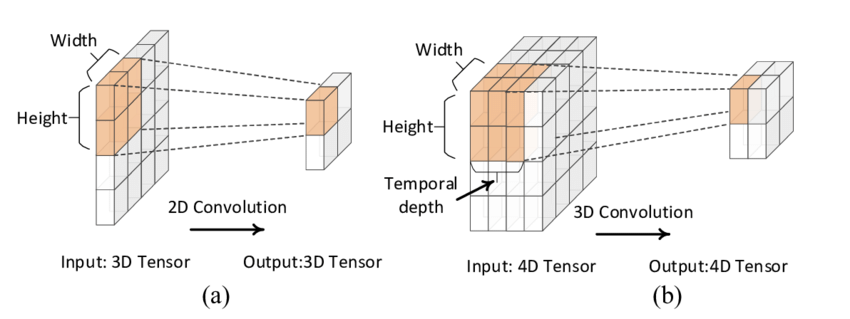 Width
Height
2D Convolution
Input: 3D Tensor
Output:3D Tensor
(a)
Width
Height
Temporal
depth
3D Convolution
Input: 4D Tensor
Output:4D Tensor
(b)